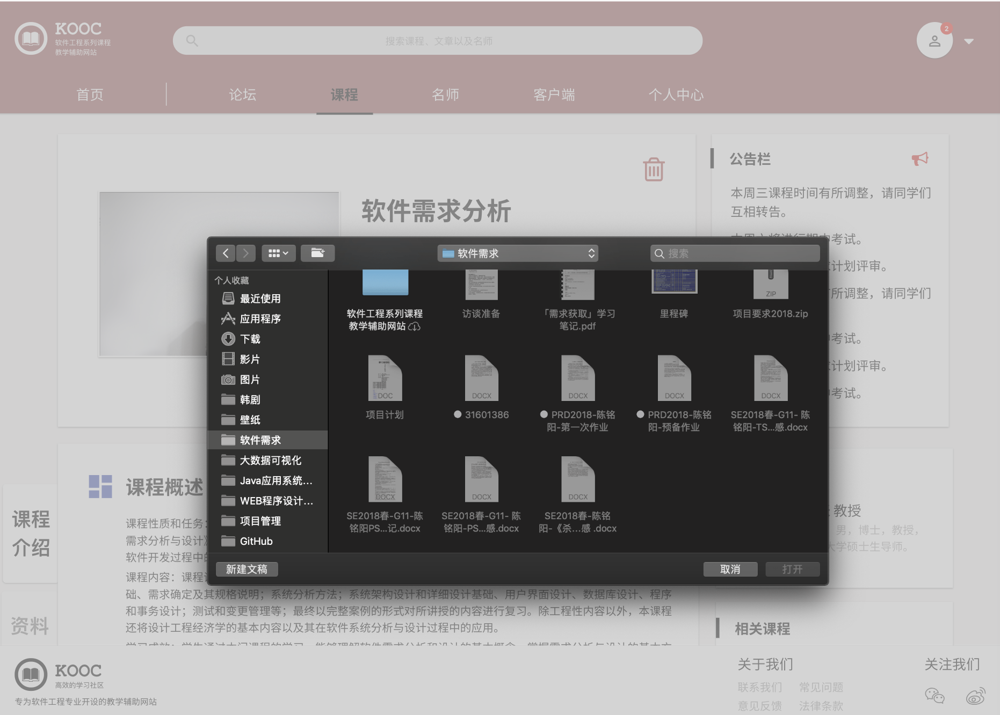 KOOC
软件工程系列课程
教学辅助网站
搜索课程、文章以及名师
2
首页
论坛
课程
名师
客户端
个人中心
软件需求分析
公告栏
本周三课程时间有所调整，请同学们
互相转告。
考试。
计划评审。
所调整，请同学们
考试。
计划评审。
考试。
软件需求
搜索
个人收藏
最近使用
应用程序
下载
影片
图片
韩剧
壁纸
软件需求
大数据可视化
Java应用系统...
WEB程序设计...
项目管理
GitHub
软件工程系列课程
教学辅助网站
访谈准备
「需求获取」学习
笔记.pdf
里程碑
ZIP
项目要求2018.zip
DOC
项目计划
DOCX
31601386
DOCX
PRD2018-陈铭
阳-第一次作业
DOCX
PRD2018-陈铭
阳-预备作业
DOCX
SE2018春-G11- 陈
铭阳-TS...感.docx
DOCX
SE2018春-G11-陈
铭阳PS...记.docx
DOCX
SE2018春-G11- 陈
铭阳-PS...感.docx
DOCX
SE2018春-陈铭
阳-《杀...感 .docx
新建文稿
取消
打开
课程
介绍
资料
课程概述
课程性质和任务：
需求分析与设计
软件开发过程中
课程内容：课程
础、需求确定及其规格说明；系统分析方法；系统架构设计和详细设计基础、用户界面设计、数据库设计、程序
和事务设计；测试和变更管理等；最终以完整案例的形式对所讲授的内容进行复习。除工程性内容以外，本课程
还将设计工程经济学的基本内容以及其在软件系统分析与设计过程中的应用。
教授
男，博士，教授，
大学硕士生导师。
相关课程
KOOC
高效的学习社区
专为软件工程专业开设的教学辅助网站
关于我们
联系我们
常见问题
意见反馈
法律条款
关注我们